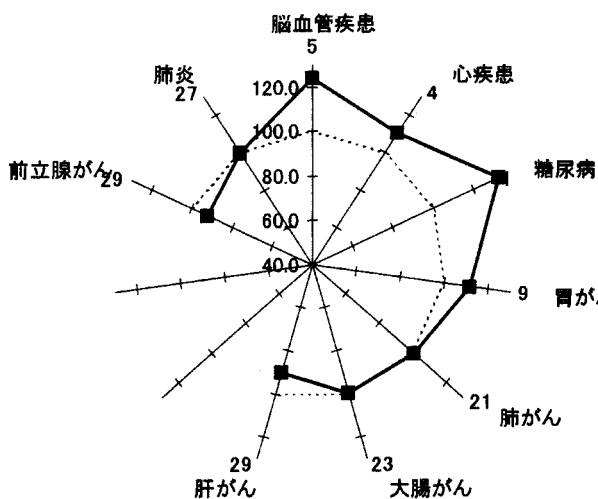 脳血管疾患
5
心疾患
4
糖尿病
胃がん
9
肺がん
21
大腸がん
23
肝がん
29
前立腺がん
29
肺炎
27
120.0
100.0
80.0
60.0
40.0